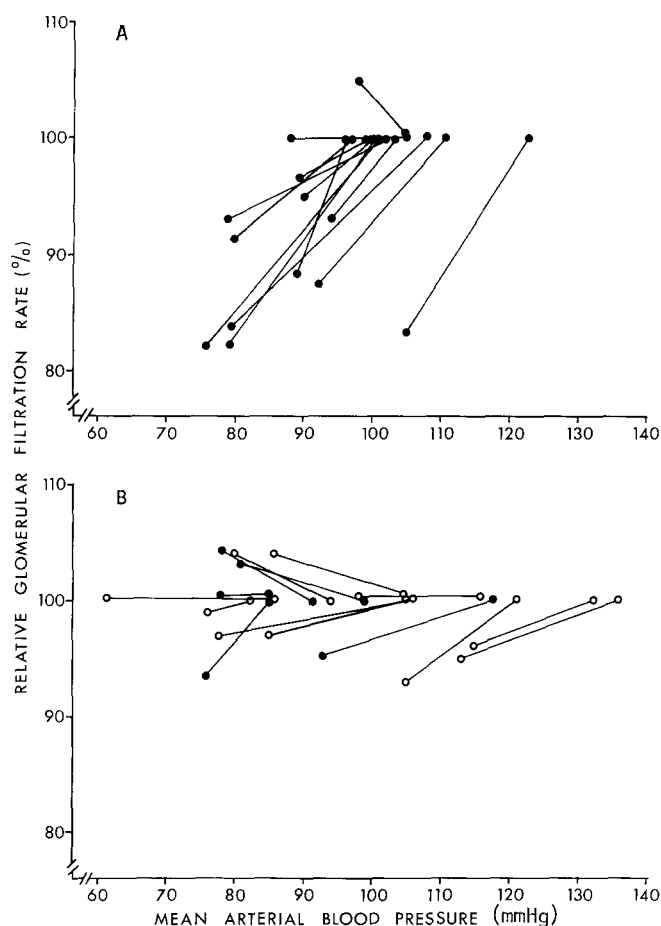 A
110
100
90
80
60 70 80 90 100 110 120 130 140
RELATIVE GLOMERULAR FILTRATION RATE (%)
B
110
100
90
80
60 70 80 90 100 110 120 130 140
MEAN ARTERIAL BLOOD PRESSURE (mmHg)